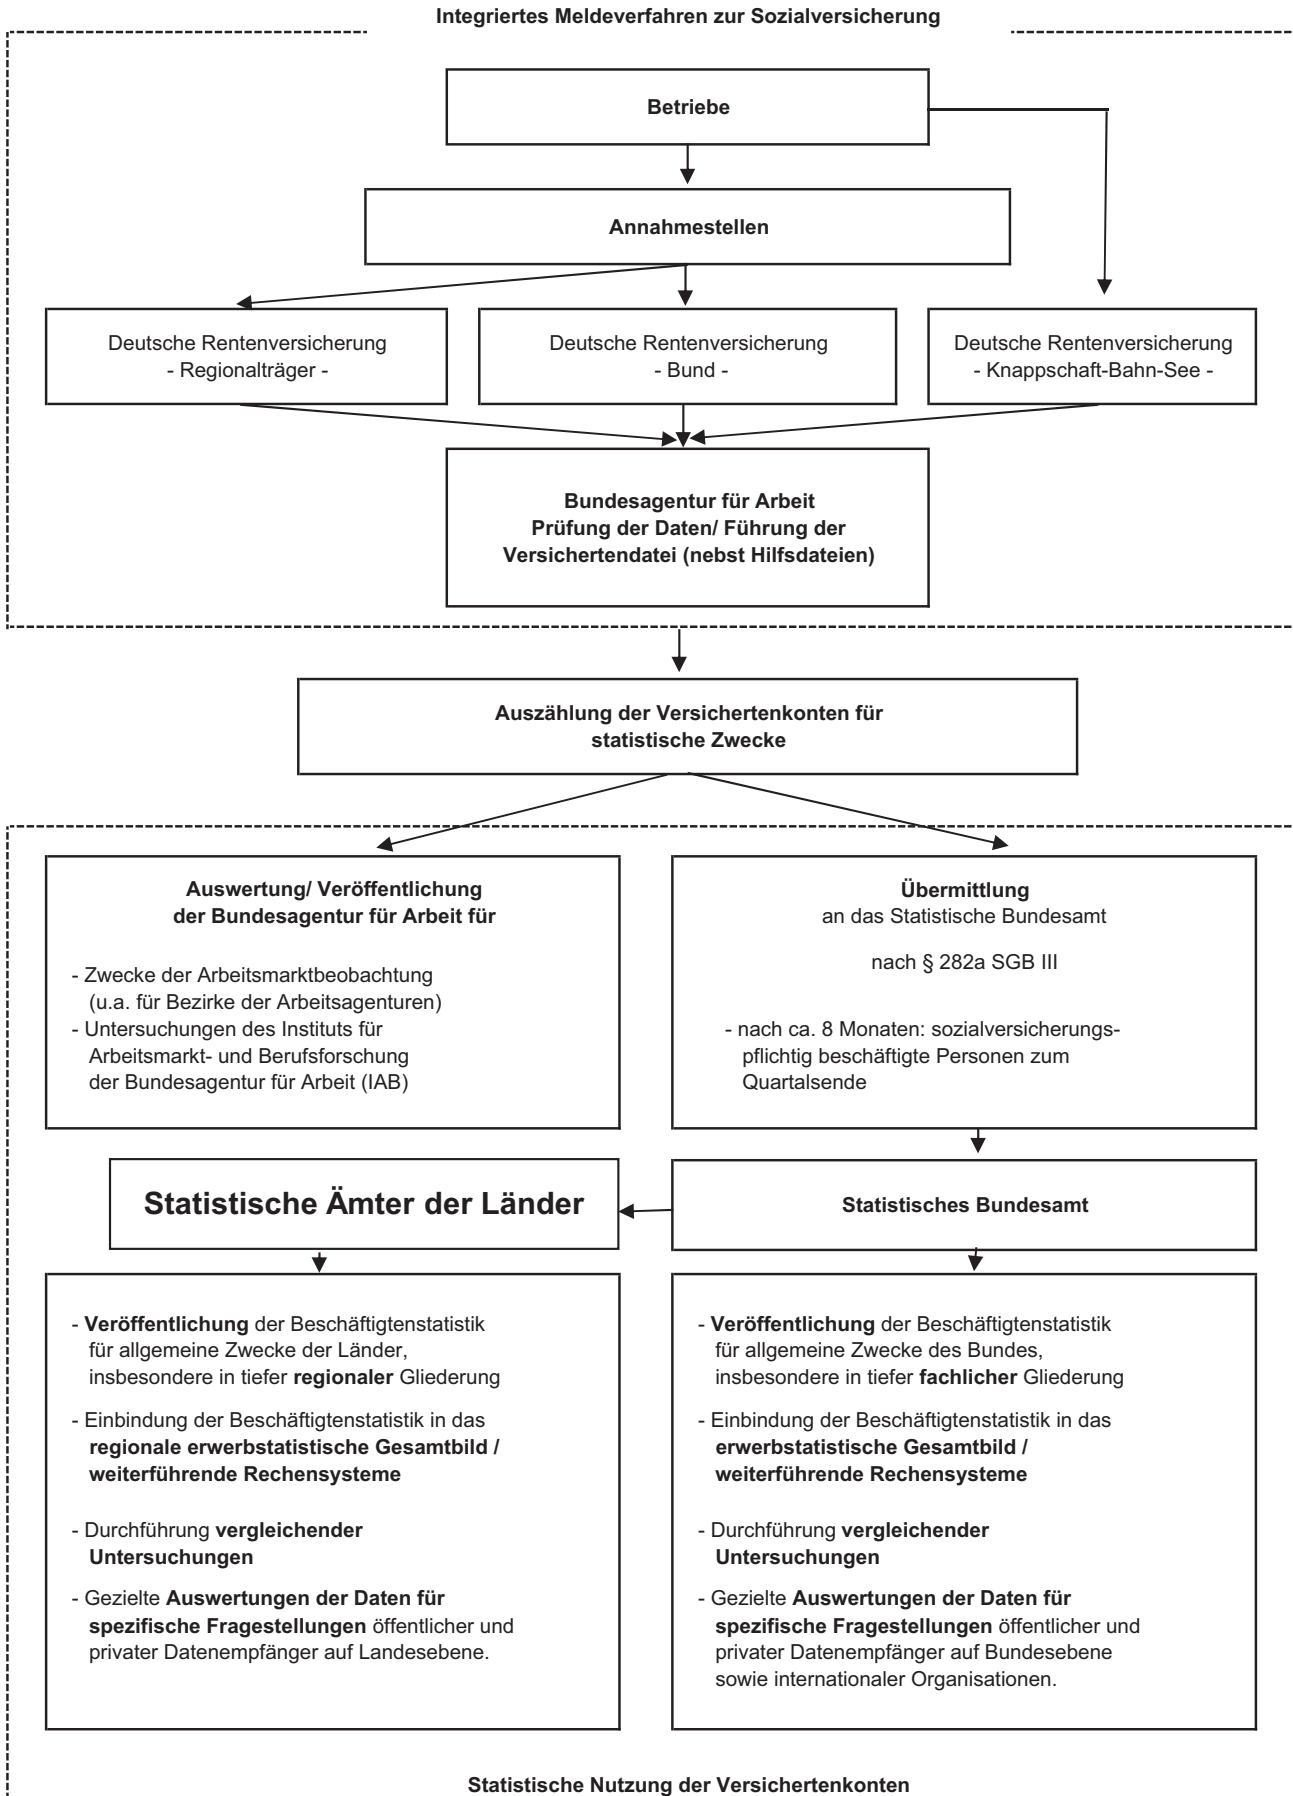 Integriertes Meldeverfahren zur Sozialversicherung
Betriebe
Annahmestellen
Deutsche Rentenversicherung
- Regionalträger -
Deutsche Rentenversicherung
- Bund -
Deutsche Rentenversicherung
- Knappschaft-Bahn-See -
Bundesagentur für Arbeit
Prüfung der Daten/ Führung der
Versichertendatei (nebst Hilfsdateien)
Auszählung der Versichertenkonten für
statistische Zwecke
Auswertung/ Veröffentlichung
der Bundesagentur für Arbeit für
- Zwecke der Arbeitsmarktbeobachtung
(u.a. für Bezirke der Arbeitsagenturen)
- Untersuchungen des Instituts für
Arbeitsmarkt- und Berufsforschung
der Bundesagentur für Arbeit (IAB)
Übermittlung
an das Statistische Bundesamt
nach § 282a SGB III
- nach ca. 8 Monaten: sozialversicherungs-
pflichtig beschäftigte Personen zum
Quartalsende
Statistische Ämter der Länder
Statistisches Bundesamt
- Veröffentlichung der Beschäftigtenstatistik
für allgemeine Zwecke der Länder,
insbesondere in tiefer regionaler Gliederung
- Einbindung der Beschäftigtenstatistik in das
regionale erwerbstatistische Gesamtbild /
weiterführende Rechensysteme
- Durchführung vergleichender
Untersuchungen
- Gezielte Auswertungen der Daten für
spezifische Fragestellungen öffentlicher und
privater Datenempfänger auf Landesebene.
- Veröffentlichung der Beschäftigtenstatistik
für allgemeine Zwecke des Bundes,
insbesondere in tiefer fachlicher Gliederung
- Einbindung der Beschäftigtenstatistik in das
erwerbstatistische Gesamtbild /
weiterführende Rechensysteme
- Durchführung vergleichender
Untersuchungen
- Gezielte Auswertungen der Daten für
spezifische Fragestellungen öffentlicher und
privater Datenempfänger auf Bundesebene
sowie internationaler Organisationen.
Statistische Nutzung der Versichertenkonten